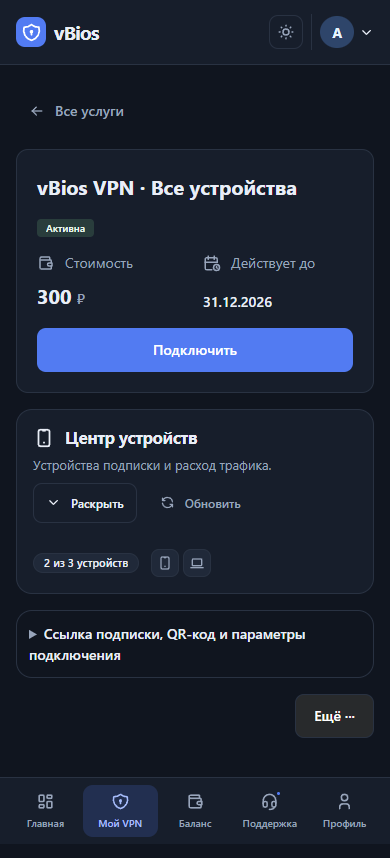 vBios
A
Все услуги
vBios VPN · Все устройства
Активна
Стоимость
Действует до
300 ₽
31.12.2026
Подключить
Центр устройств
Устройства подписки и расход трафика.
Раскрыть
Обновить
2 из 3 устройств
Ссылка подписки, QR-код и параметры
подключения
Ещё ···
Главная
Мой VPN
Баланс
Поддержка
Профиль